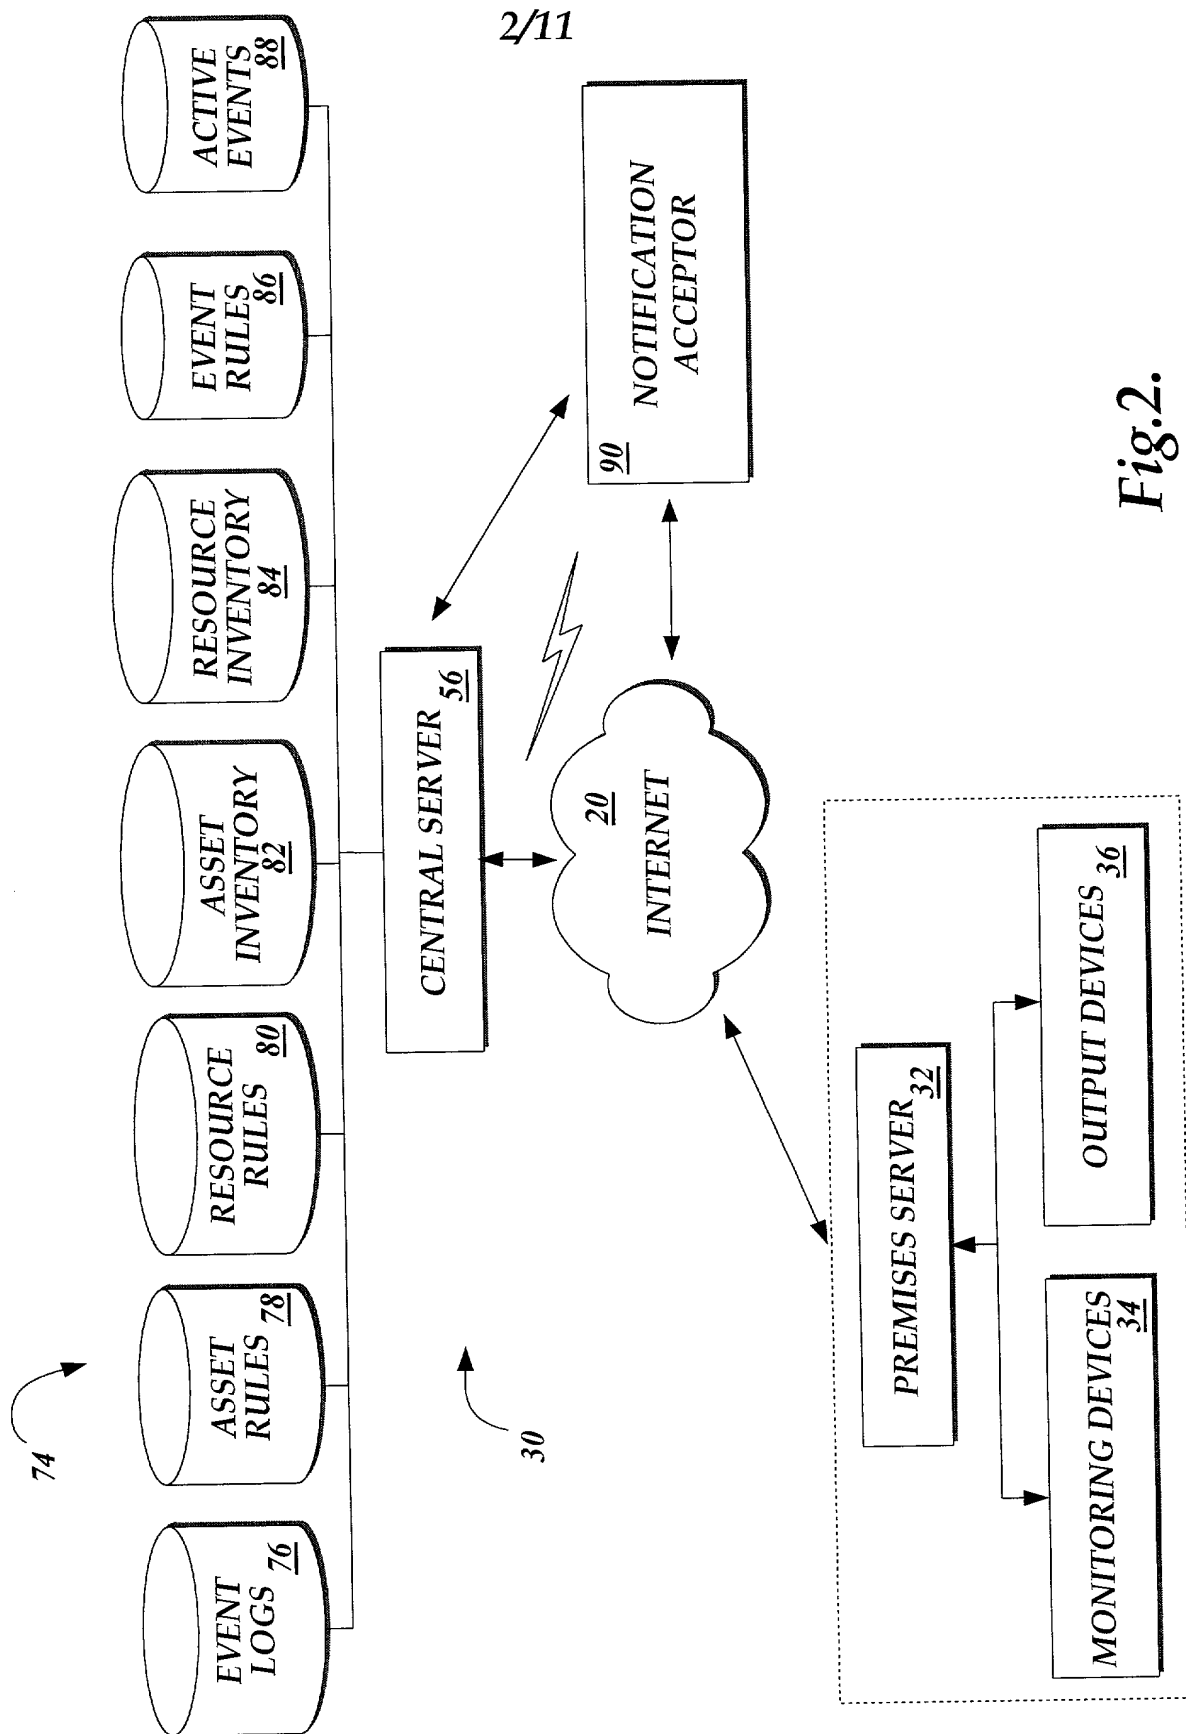 2/11
74
EVENT
LOGS
76
ASSET
RULES
78
RESOURCE
RULES
80
ASSET
INVENTORY
82
RESOURCE
INVENTORY
84
EVENT
RULES
86
ACTIVE
EVENTS
88
30
CENTRAL SERVER
56
INTERNET
20
NOTIFICATION
ACCEPTOR
90
PREMISES SERVER
32
MONITORING DEVICES
34
OUTPUT DEVICES
36
Fig.2.